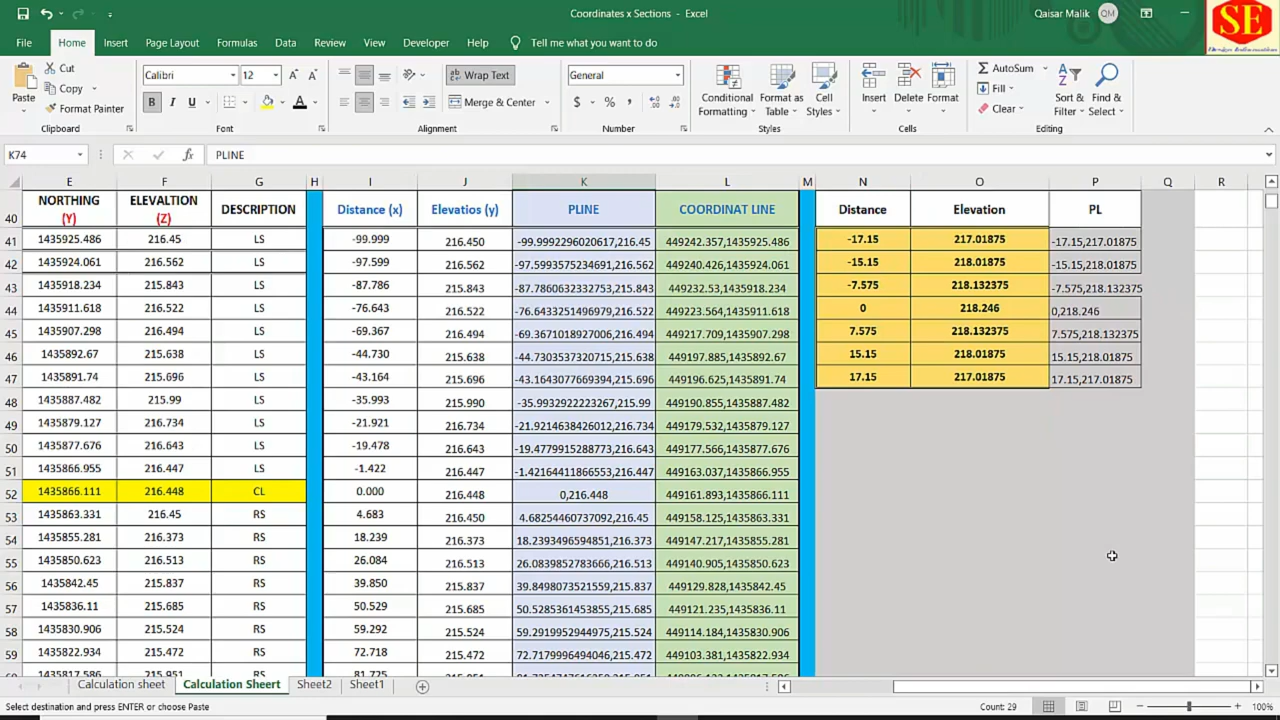 Coordinates x Sections - Excel
Qaisar Malik QM
SE
File Home Insert Page Layout Formulas Data Review View Developer Help Tell me what you want to do
Paste Cut Copy Format Painter Clipboard
Calibri 12 B I U A Font
Wrap Text Merge & Center Alignment
General $ % , Number
Conditional Formatting Format as Table Cell Styles Styles
Insert Delete Format Cells
AutoSum Fill Clear Sort & Filter Find & Select Editing
K74 fx PLINE
E F G H I J K L M N O P Q R
40 NORTHING (Y) ELEVALTION (Z) DESCRIPTION Distance (x) Elevatios (y) PLINE COORDINAT LINE Distance Elevation PL
41 1435925.486 216.45 LS -99.999 216.450 -99.9992296020617,216.45 449242.357,1435925.486 -17.15 217.01875 -17.15,217.01875
42 1435924.061 216.562 LS -97.599 216.562 -97.5993575234691,216.562 449240.426,1435924.061 -15.15 218.01875 -15.15,218.01875
43 1435918.234 215.843 LS -87.786 215.843 -87.7860632332753,215.843 449232.53,1435918.234 -7.575 218.132375 -7.575,218.132375
44 1435911.618 216.522 LS -76.643 216.522 -76.6433251496979,216.522 449223.564,1435911.618 0 218.246 0,218.246
45 1435907.298 216.494 LS -69.367 216.494 -69.3671018927006,216.494 449217.709,1435907.298 7.575 218.132375 7.575,218.132375
46 1435892.67 215.638 LS -44.730 215.638 -44.7303537320715,215.638 449197.885,1435892.67 15.15 218.01875 15.15,218.01875
47 1435891.74 215.696 LS -43.164 215.696 -43.1643077669394,215.696 449196.625,1435891.74 17.15 217.01875 17.15,217.01875
48 1435887.482 215.99 LS -35.993 215.990 -35.9932922223267,215.99 449190.855,1435887.482
49 1435879.127 216.734 LS -21.921 216.734 -21.9214638426012,216.734 449179.532,1435879.127
50 1435877.676 216.643 LS -19.478 216.643 -19.4779915288773,216.643 449177.566,1435877.676
51 1435866.955 216.447 LS -1.422 216.447 -1.42164411866553,216.447 449163.037,1435866.955
52 1435866.111 216.448 CL 0.000 216.448 0,216.448 449161.893,1435866.111
53 1435863.331 216.45 RS 4.683 216.450 4.68254460737092,216.45 449158.125,1435863.331
54 1435855.281 216.373 RS 18.239 216.373 18.2393496594851,216.373 449147.217,1435855.281
55 1435850.623 216.513 RS 26.084 216.513 26.0839852783666,216.513 449140.905,1435850.623
56 1435842.45 215.837 RS 39.850 215.837 39.8498073521559,215.837 449129.828,1435842.45
57 1435836.11 215.685 RS 50.529 215.685 50.5285361453855,215.685 449121.235,1435836.11
58 1435830.906 215.524 RS 59.292 215.524 59.2919952944975,215.524 449114.184,1435830.906
59 1435822.934 215.472 RS 72.718 215.472 72.7179996494046,215.472 449103.381,1435822.934
1435817.586 215.951 RS 81.725
Calculation sheet Calculation Sheert Sheet2 Sheet1
Select destination and press ENTER or choose Paste Count: 29 100%